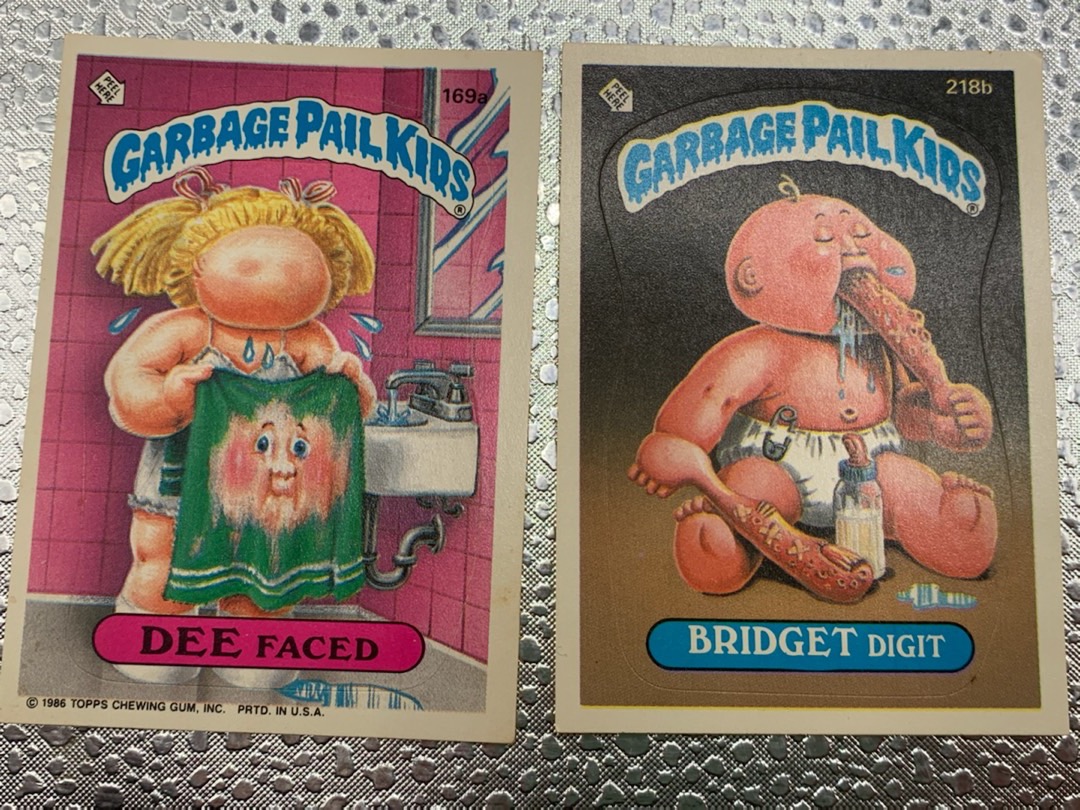 PEEL HERE
169a
GARBAGE PAIL KIDS®
DEE FACED
© 1986 TOPPS CHEWING GUM, INC. PRTD. IN U.S.A.
PEEL HERE
218b
GARBAGE PAIL KIDS®
BRIDGET DIGIT